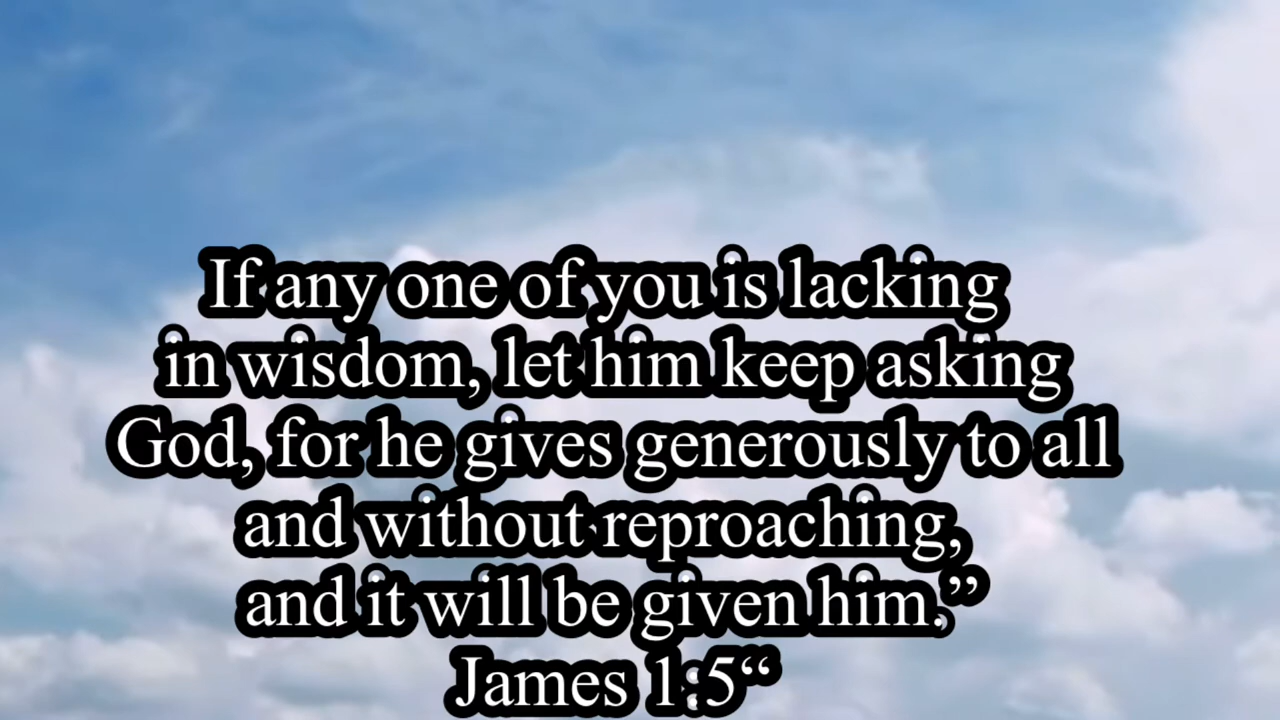 If any one of you is lacking
in wisdom, let him keep asking
God, for he gives generously to all
and without reproaching,
and it will be given him.”
James 1:5“